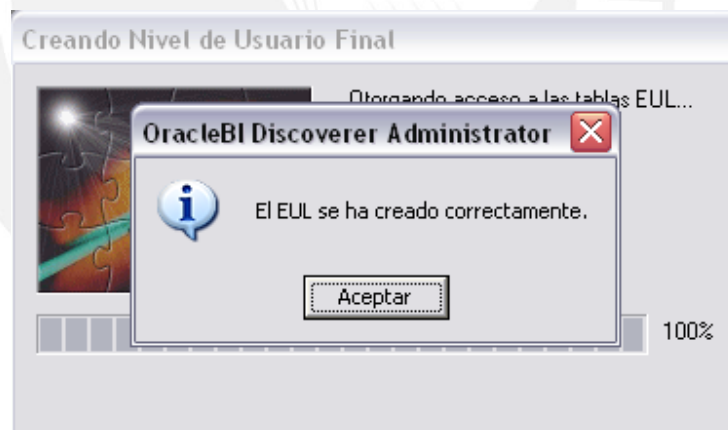 Creando Nivel de Usuario Final
Otorgando acceso a las tablas EUL...
OracleBI Discoverer Administrator
El EUL se ha creado correctamente.
Aceptar
100%